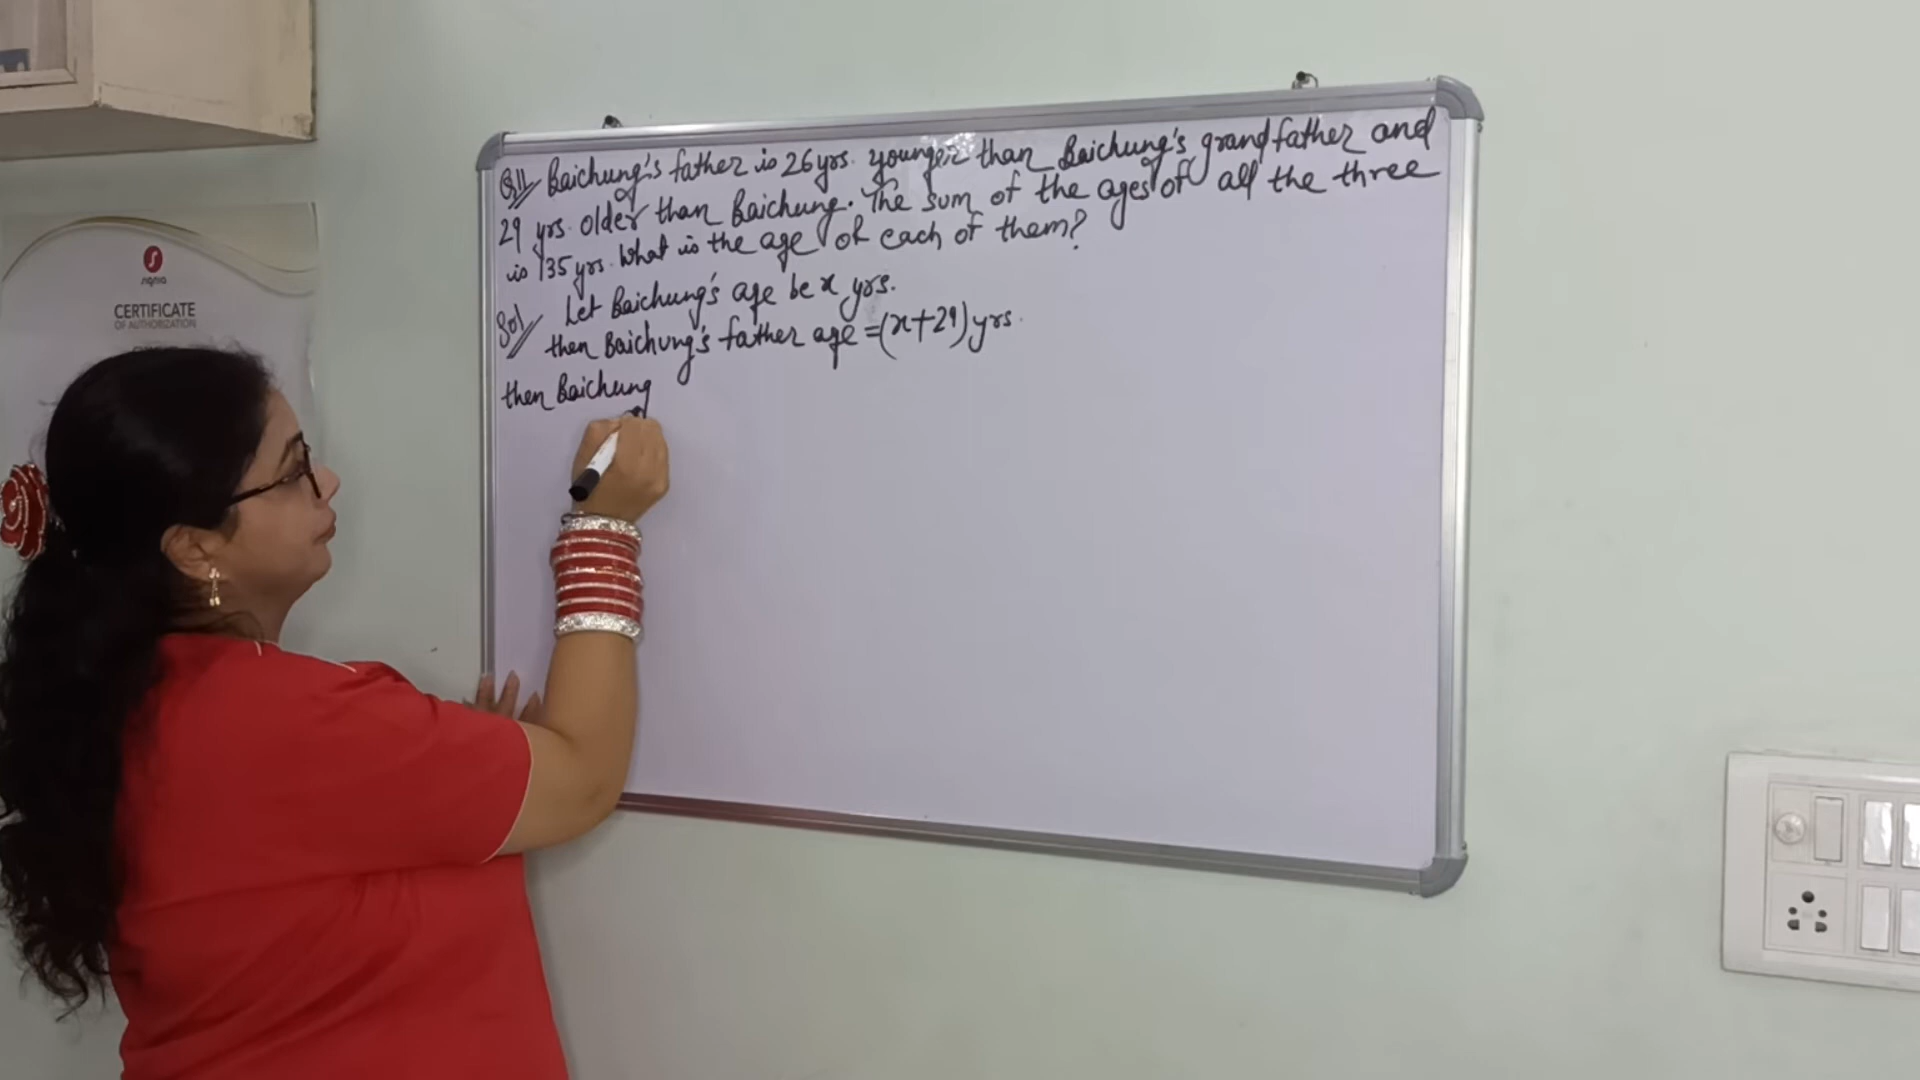 Q11 Baichung's father is 26 yrs. younger than Baichung's grandfather and
29 yrs. older than Baichung. The sum of the ages of all the three
is 135 yrs. What is the age of each of them?
Sol Let Baichung's age be x yrs.
then Baichung's father age = (x+29) yrs.
then Baichung
signia
CERTIFICATE
OF AUTHORIZATION